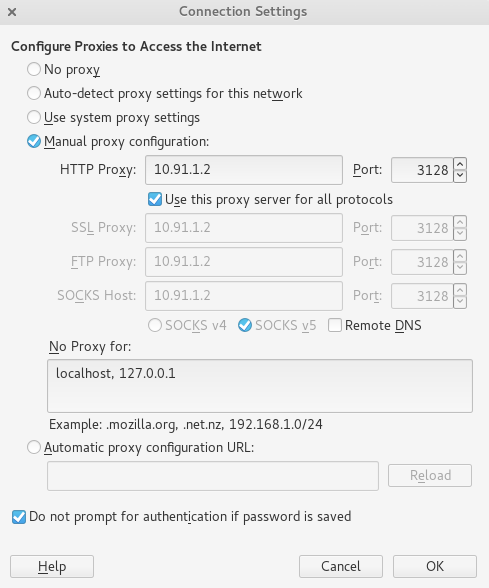 Connection Settings
Configure Proxies to Access the Internet
No proxy
Auto-detect proxy settings for this network
Use system proxy settings
Manual proxy configuration:
HTTP Proxy: 10.91.1.2 Port: 3128
Use this proxy server for all protocols
SSL Proxy: 10.91.1.2 Port: 3128
FTP Proxy: 10.91.1.2 Port: 3128
SOCKS Host: 10.91.1.2 Port: 3128
SOCKS v4 SOCKS v5 Remote DNS
No Proxy for:
localhost, 127.0.0.1
Example: .mozilla.org, .net.nz, 192.168.1.0/24
Automatic proxy configuration URL:
Reload
Do not prompt for authentication if password is saved
Help Cancel OK